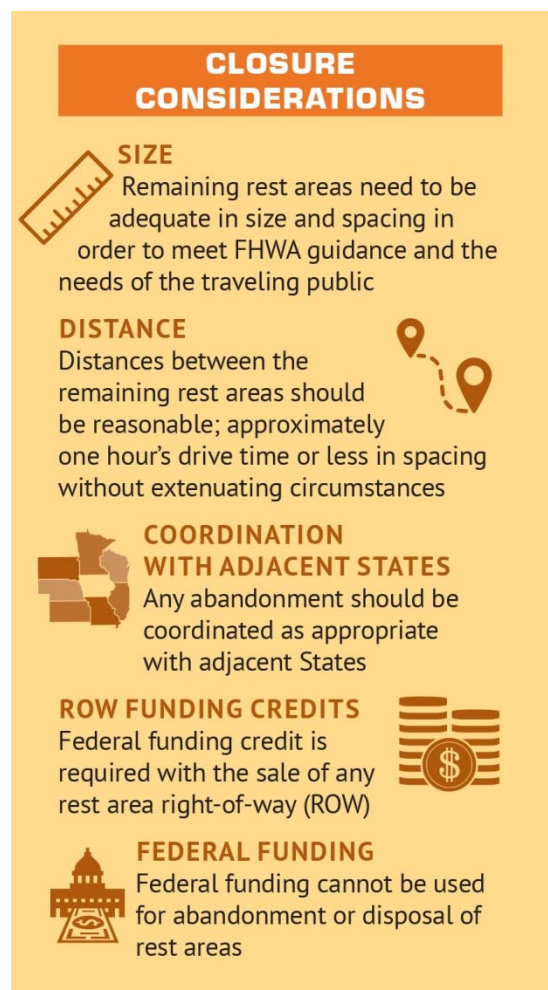 CLOSURE
CONSIDERATIONS
SIZE
Remaining rest areas need to be
adequate in size and spacing in
order to meet FHWA guidance and the
needs of the traveling public
DISTANCE
Distances between the
remaining rest areas should
be reasonable; approximately
one hour's drive time or less in spacing
without extenuating circumstances
COORDINATION
WITH ADJACENT STATES
Any abandonment should be
coordinated as appropriate
with adjacent States
ROW FUNDING CREDITS
Federal funding credit is
required with the sale of any
rest area right-of-way (ROW)
$
FEDERAL FUNDING
Federal funding cannot be used
for abandonment or disposal of
rest areas